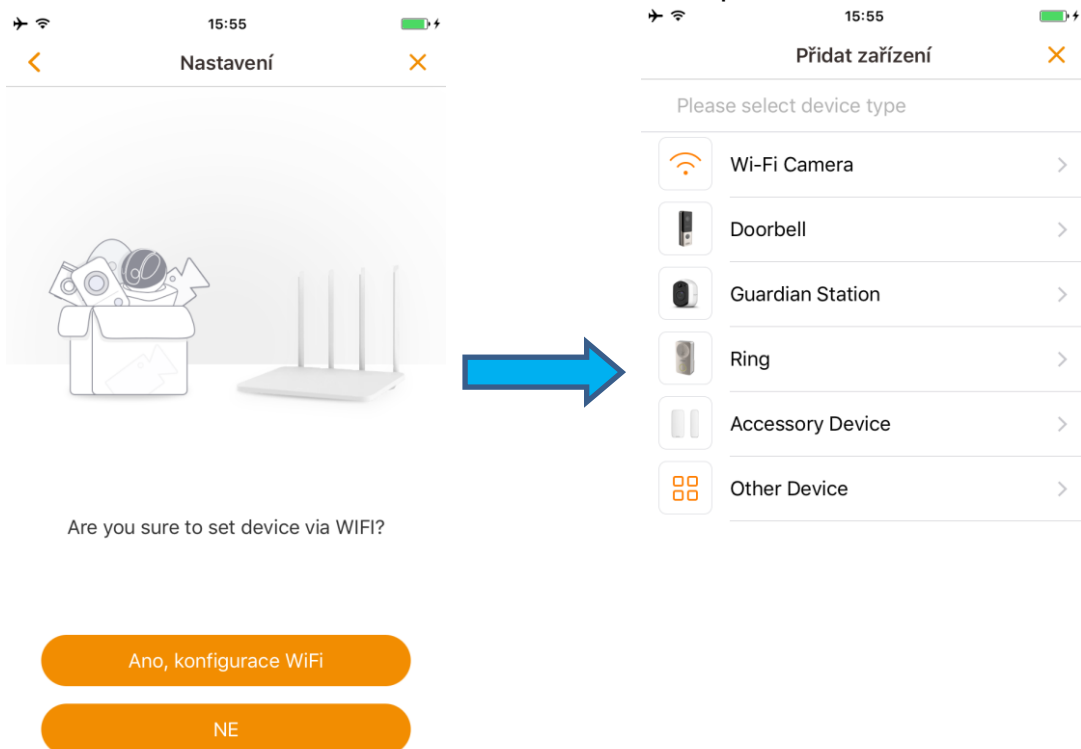 15:55
Nastavení
Are you sure to set device via WIFI?
Ano, konfigurace WiFi
NE
15:55
Přidat zařízení
Please select device type
Wi-Fi Camera
Doorbell
Guardian Station
Ring
Accessory Device
Other Device